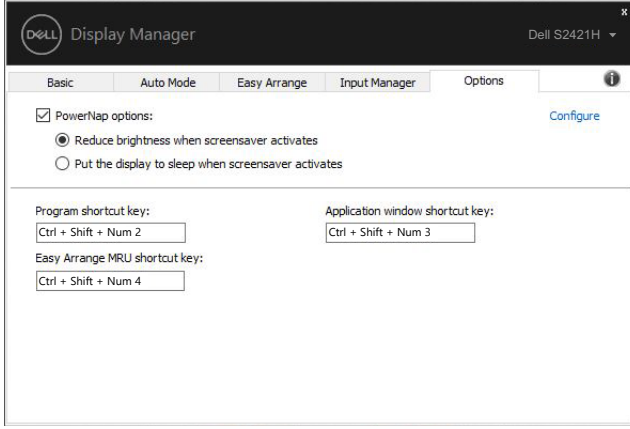 x
DELL Display Manager
Dell S2421H
Basic Auto Mode Easy Arrange Input Manager Options
PowerNap options: Configure
Reduce brightness when screensaver activates
Put the display to sleep when screensaver activates
Program shortcut key: Application window shortcut key:
Ctrl + Shift + Num 2 Ctrl + Shift + Num 3
Easy Arrange MRU shortcut key:
Ctrl + Shift + Num 4